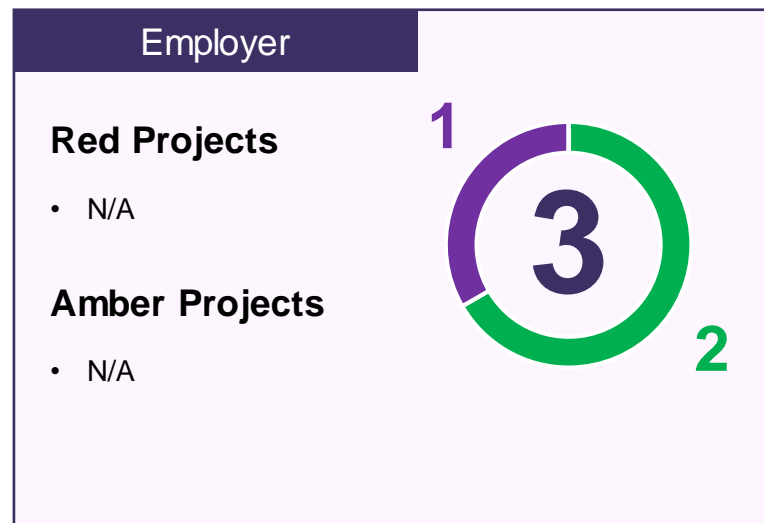 Employer
Red Projects
• N/A
Amber Projects
• N/A
1
3
2